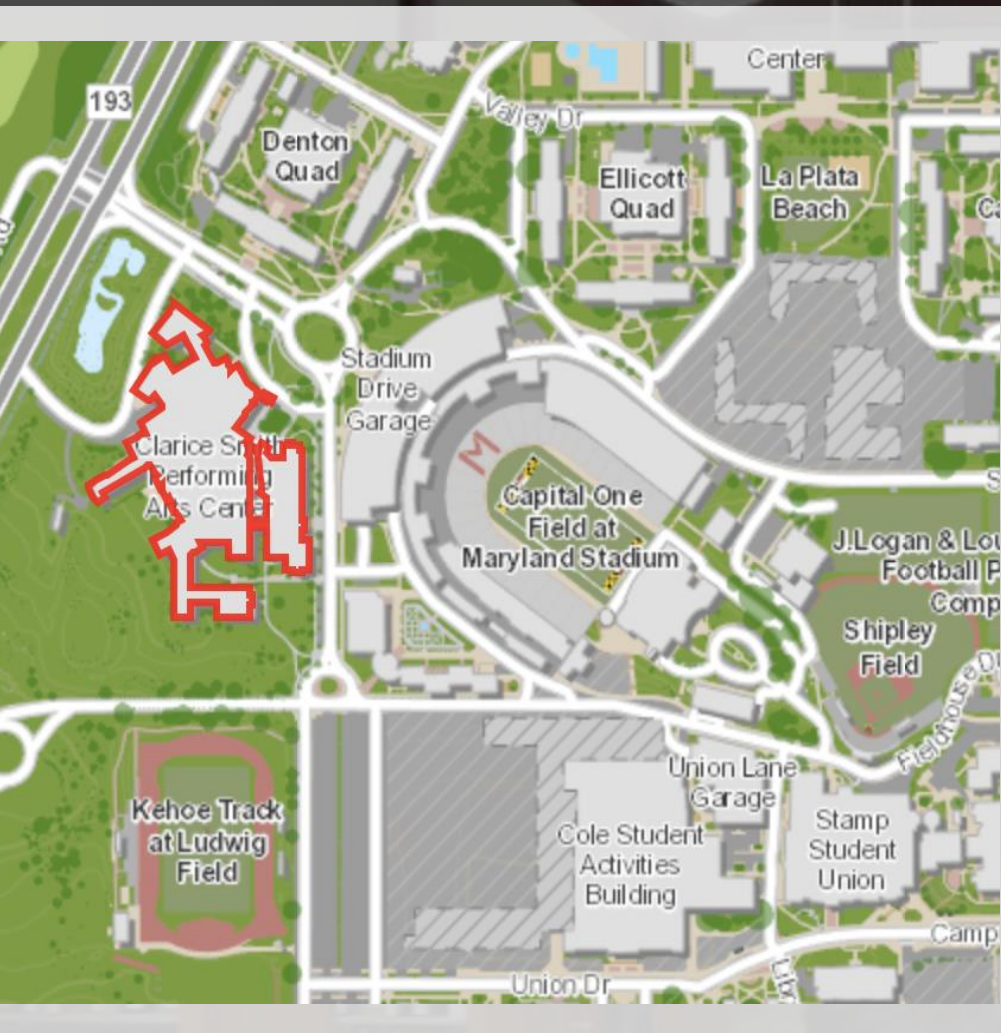 Center
193
Valley Dr
Denton
Quad
Ellicott
Quad
La Plata
Beach
Stadium
Drive
Garage
M
Clarice Smith
Performing
Arts Center
Capital One
Field at
Maryland Stadium
J.Logan & Lou
Football P
Comp
Shipley
Field
Fieldhouse Dr
Union Lane
Garage
Kehoe Track
at Ludwig
Field
Cole Student
Activities
Building
Stamp
Student
Union
Camp
Union Dr